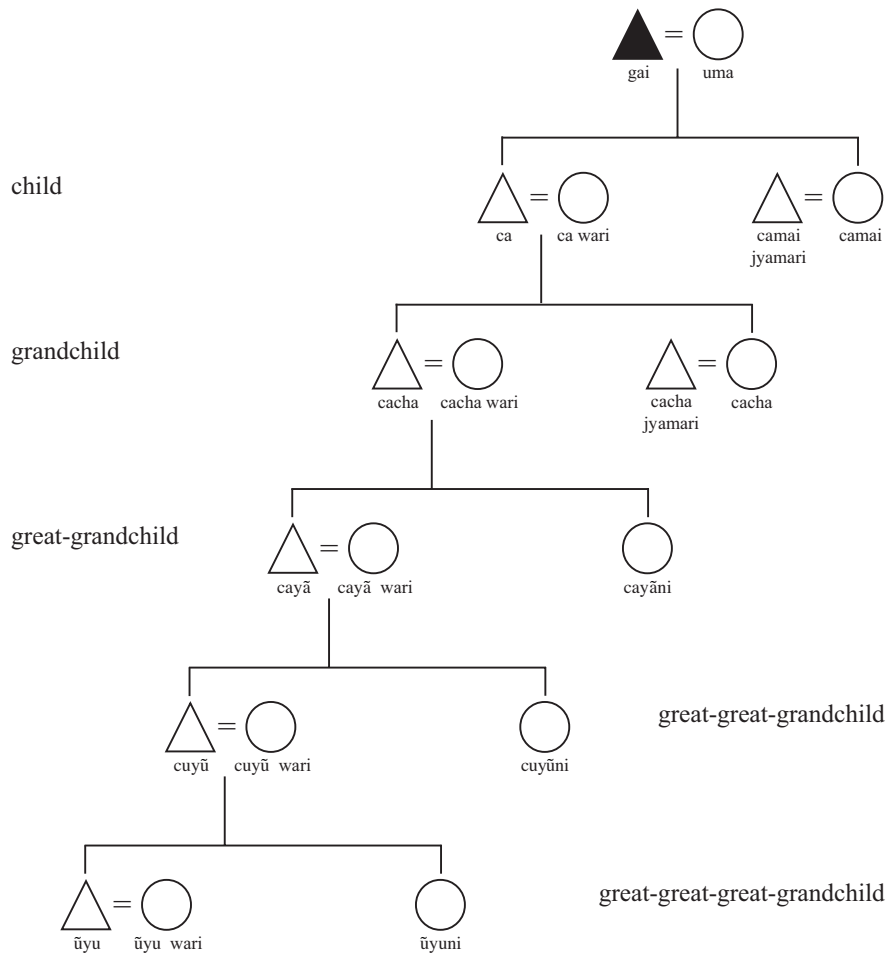 gai uma
child
ca ca wari camai camai
jyamari
grandchild
cacha cacha wari cacha cacha
jyamari
great-grandchild
cayã cayã wari cayãni
great-great-grandchild
cuyũ cuyũ wari cuyũni
great-great-great-grandchild
ũyu ũyu wari ũyuni